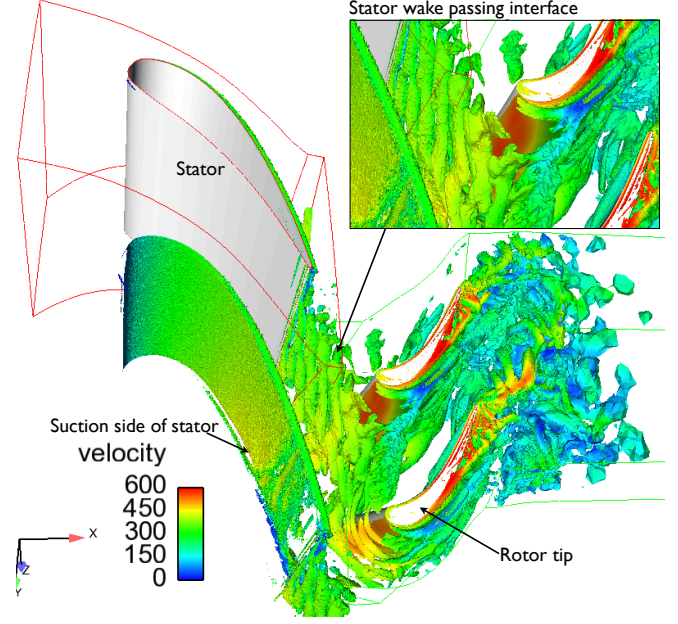 Stator wake passing interface
Stator
Suction side of stator
velocity
600
450
300
150
0
X
Z
Y
Rotor tip